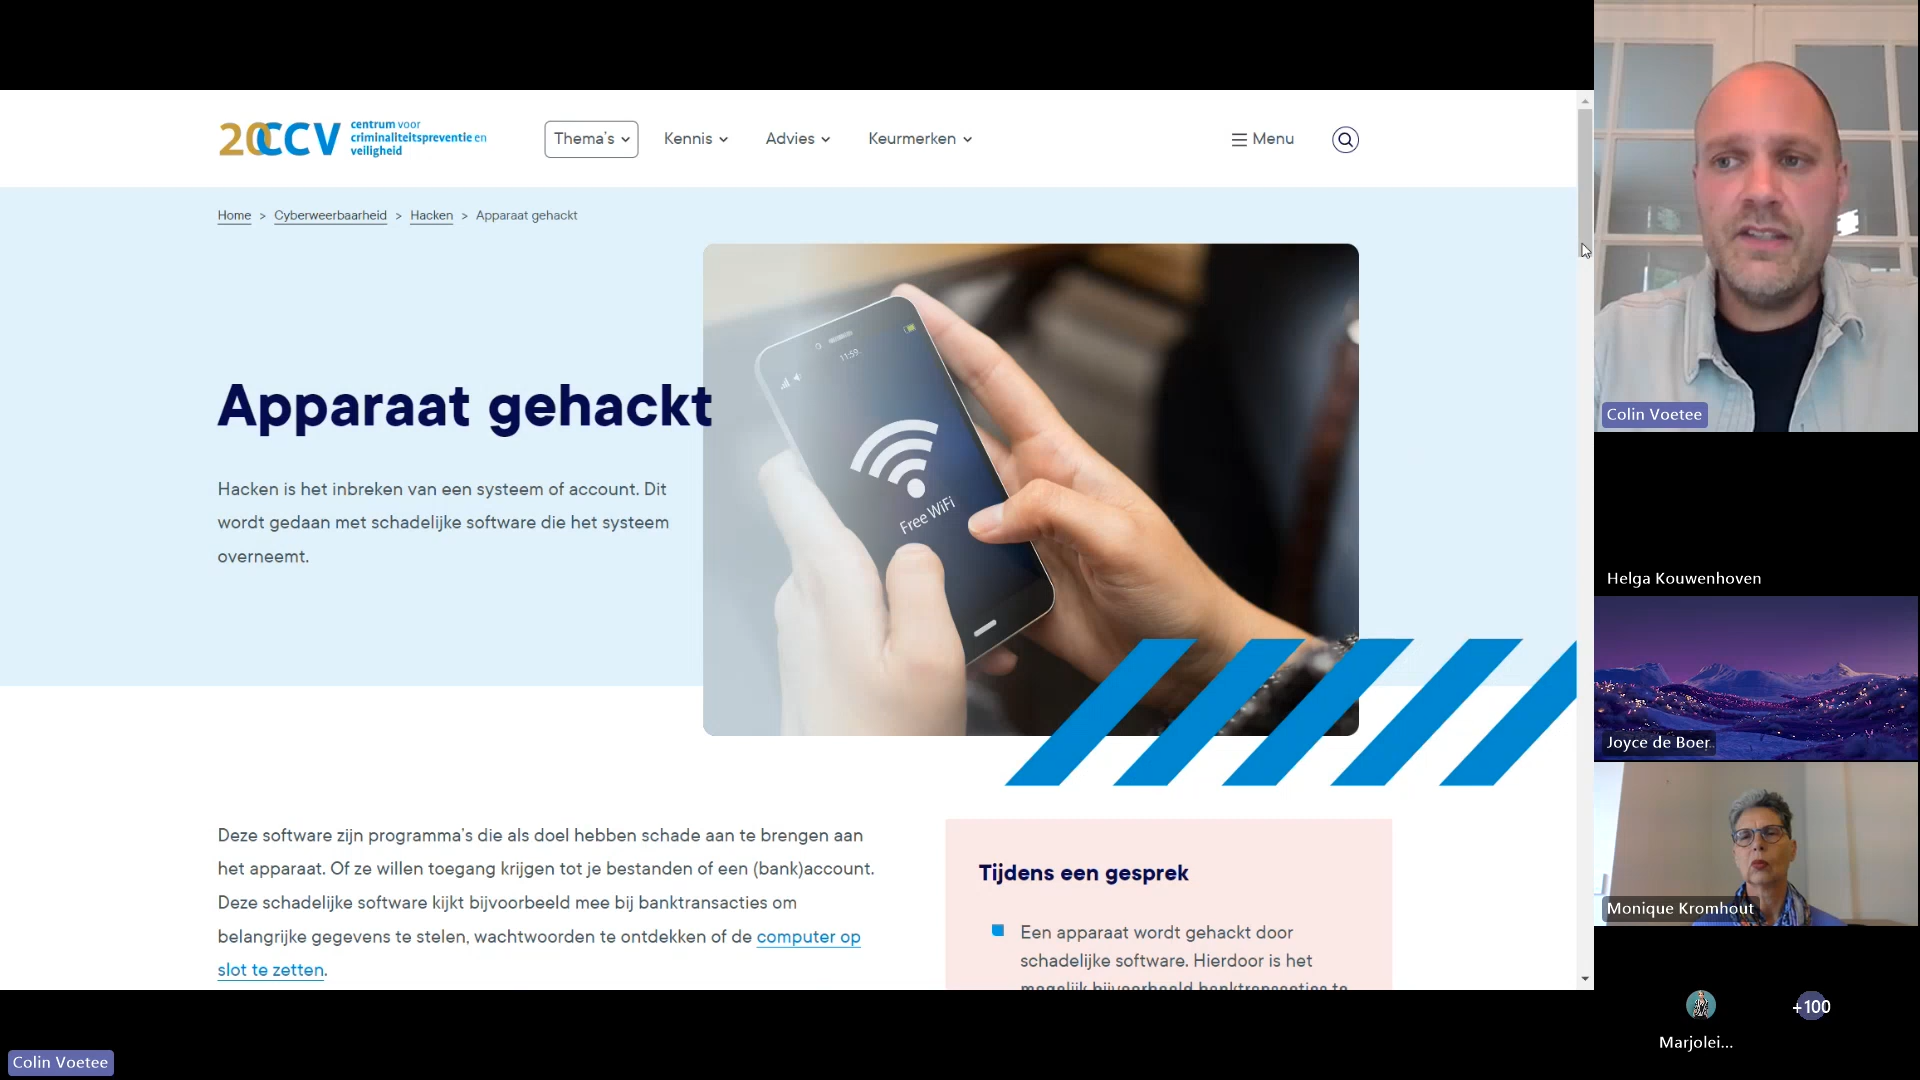 20CCV
centrum voor
criminaliteitspreventie en
veiligheid
Thema's
Kennis
Advies
Keurmerken
Menu
Home > Cyberweerbaarheid > Hacken > Apparaat gehackt
Apparaat gehackt
Hacken is het inbreken van een systeem of account. Dit
wordt gedaan met schadelijke software die het systeem
overneemt.
11:59
Free WiFi
Deze software zijn programma's die als doel hebben schade aan te brengen aan
het apparaat. Of ze willen toegang krijgen tot je bestanden of een (bank)account.
Deze schadelijke software kijkt bijvoorbeeld mee bij banktransacties om
belangrijke gegevens te stelen, wachtwoorden te ontdekken of de computer op
slot te zetten.
Tijdens een gesprek
Een apparaat wordt gehackt door
schadelijke software. Hierdoor is het
mogelijk bijvoorbeeld banktransacties te
Colin Voetee
Helga Kouwenhoven
Joyce de Boer..
Monique Kromhout
Marjolei...
+100
Colin Voetee